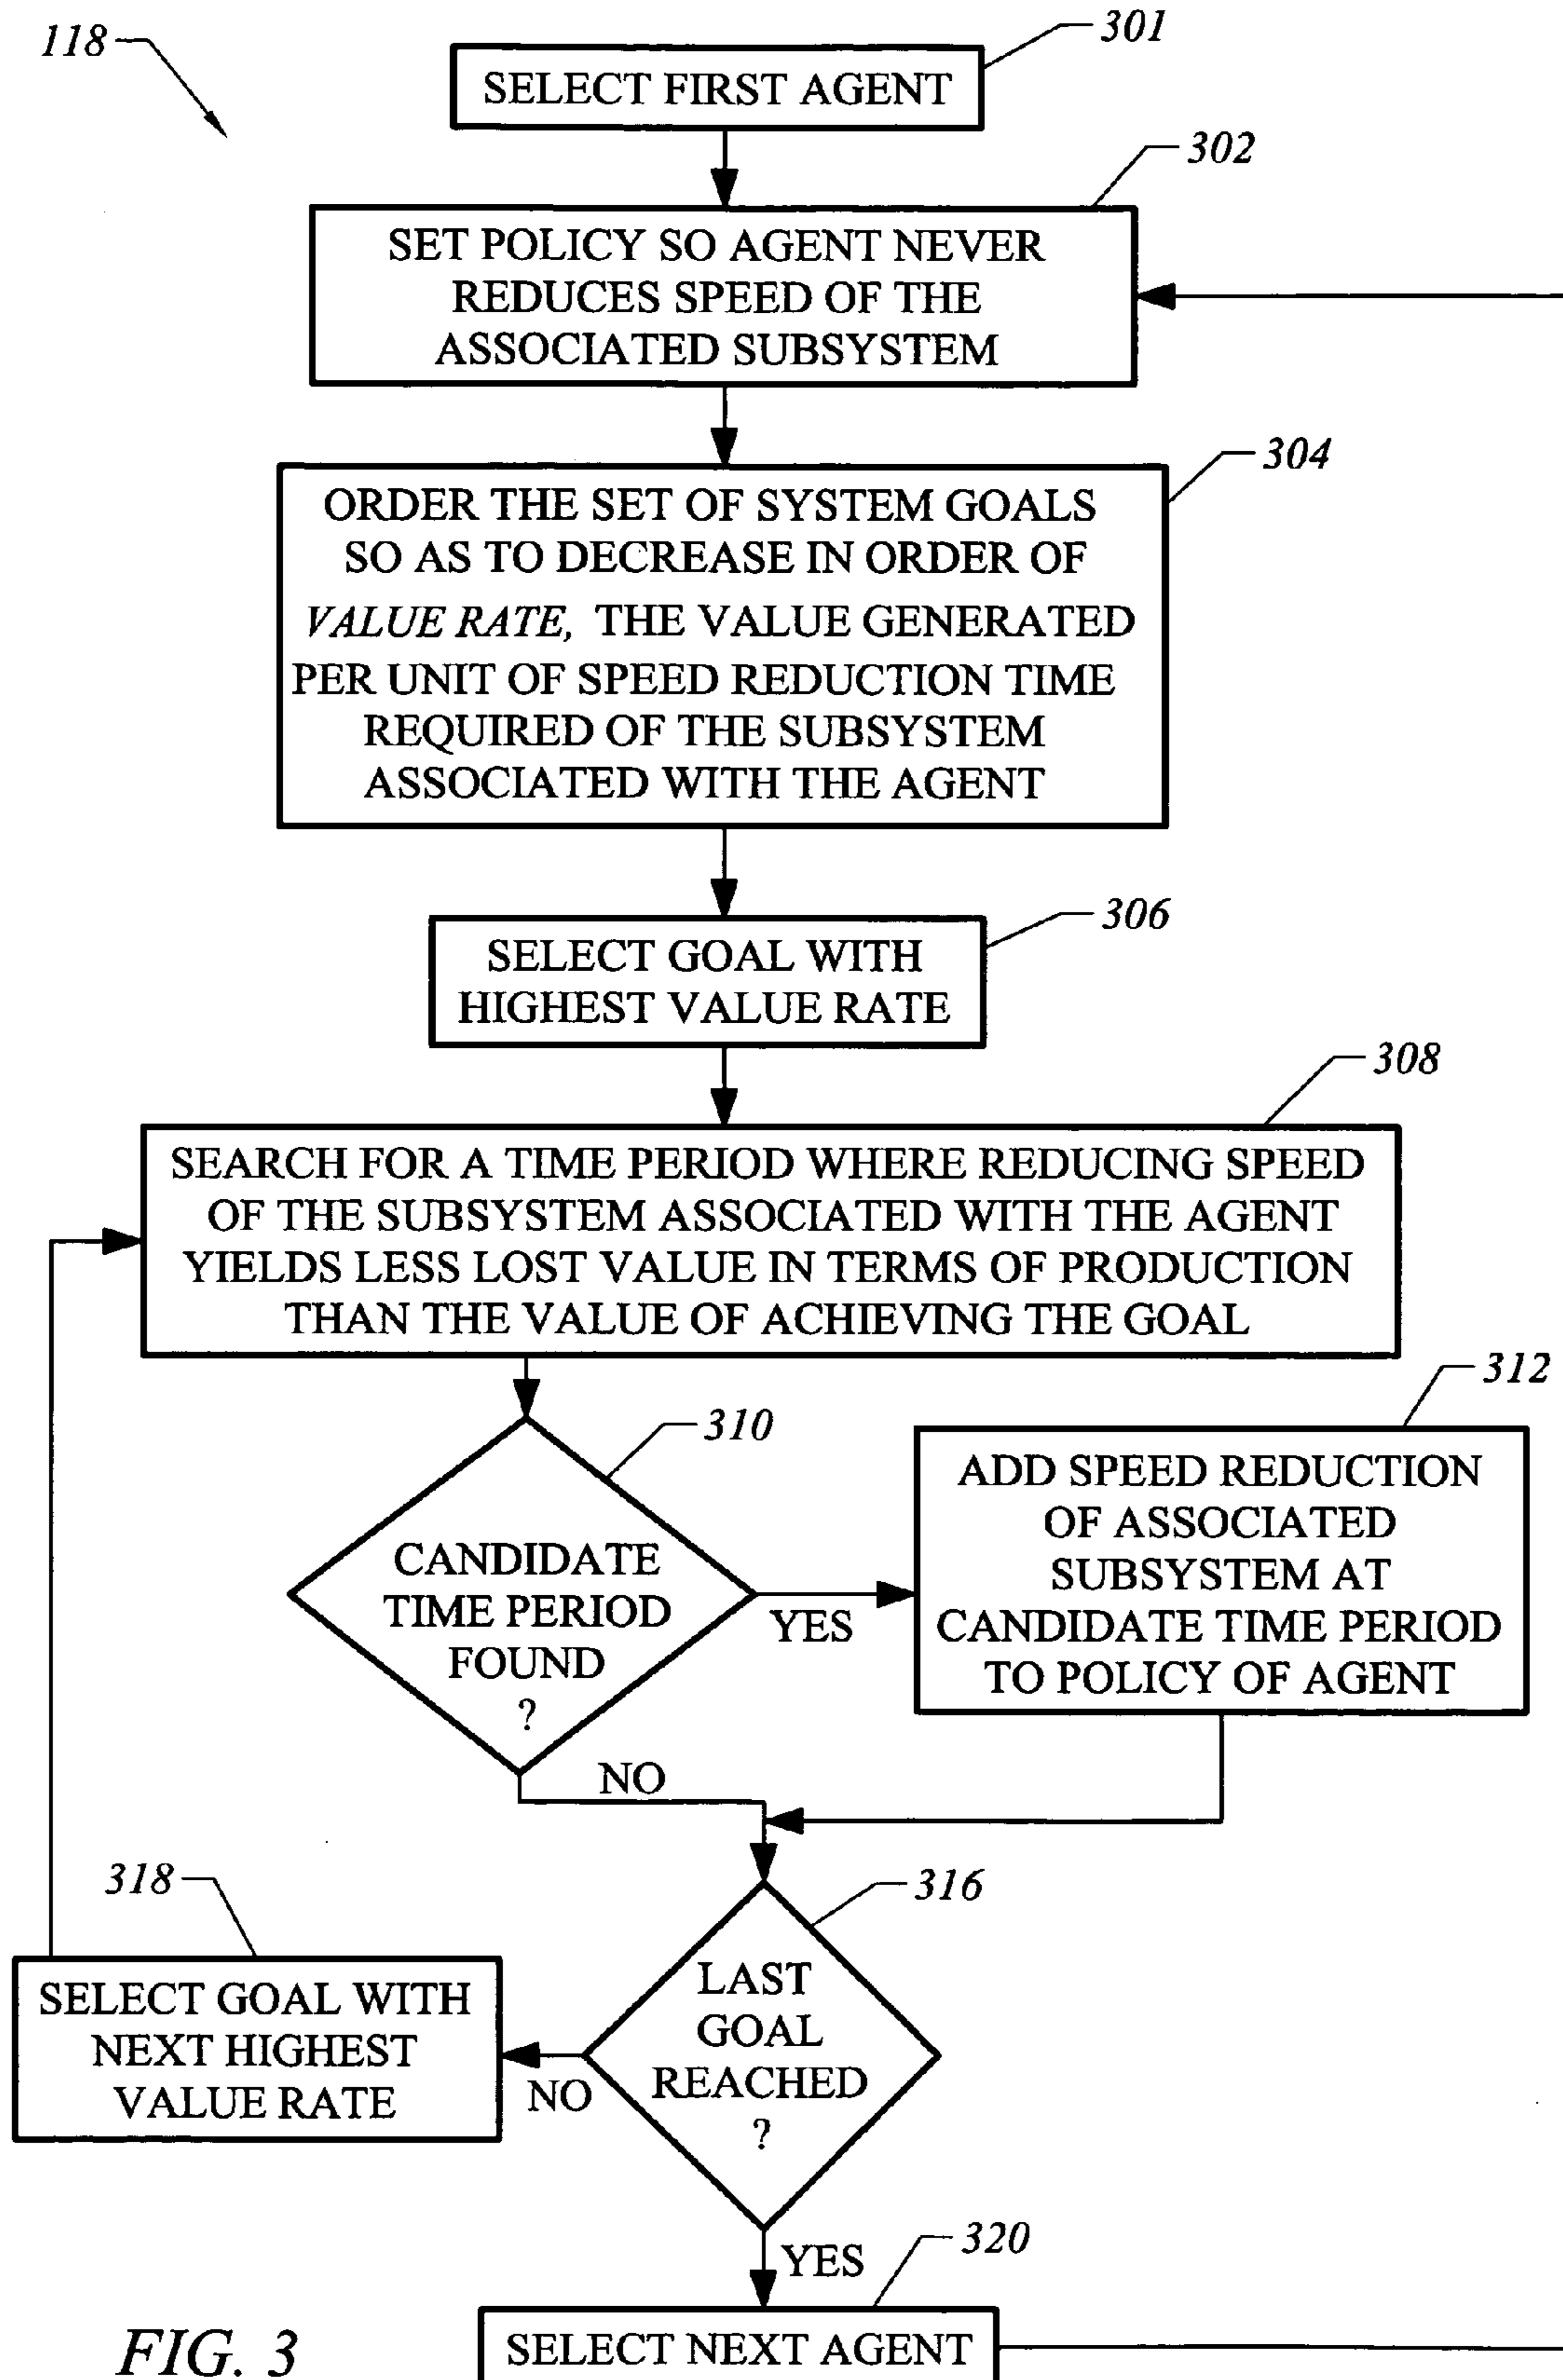 118
301
SELECT FIRST AGENT
302
SET POLICY SO AGENT NEVER
REDUCES SPEED OF THE
ASSOCIATED SUBSYSTEM
304
ORDER THE SET OF SYSTEM GOALS
SO AS TO DECREASE IN ORDER OF
VALUE RATE, THE VALUE GENERATED
PER UNIT OF SPEED REDUCTION TIME
REQUIRED OF THE SUBSYSTEM
ASSOCIATED WITH THE AGENT
306
SELECT GOAL WITH
HIGHEST VALUE RATE
308
SEARCH FOR A TIME PERIOD WHERE REDUCING SPEED
OF THE SUBSYSTEM ASSOCIATED WITH THE AGENT
YIELDS LESS LOST VALUE IN TERMS OF PRODUCTION
THAN THE VALUE OF ACHIEVING THE GOAL
310
CANDIDATE
TIME PERIOD
FOUND
?
YES
NO
312
ADD SPEED REDUCTION
OF ASSOCIATED
SUBSYSTEM AT
CANDIDATE TIME PERIOD
TO POLICY OF AGENT
316
LAST
GOAL
REACHED
?
NO
YES
318
SELECT GOAL WITH
NEXT HIGHEST
VALUE RATE
320
SELECT NEXT AGENT
FIG. 3